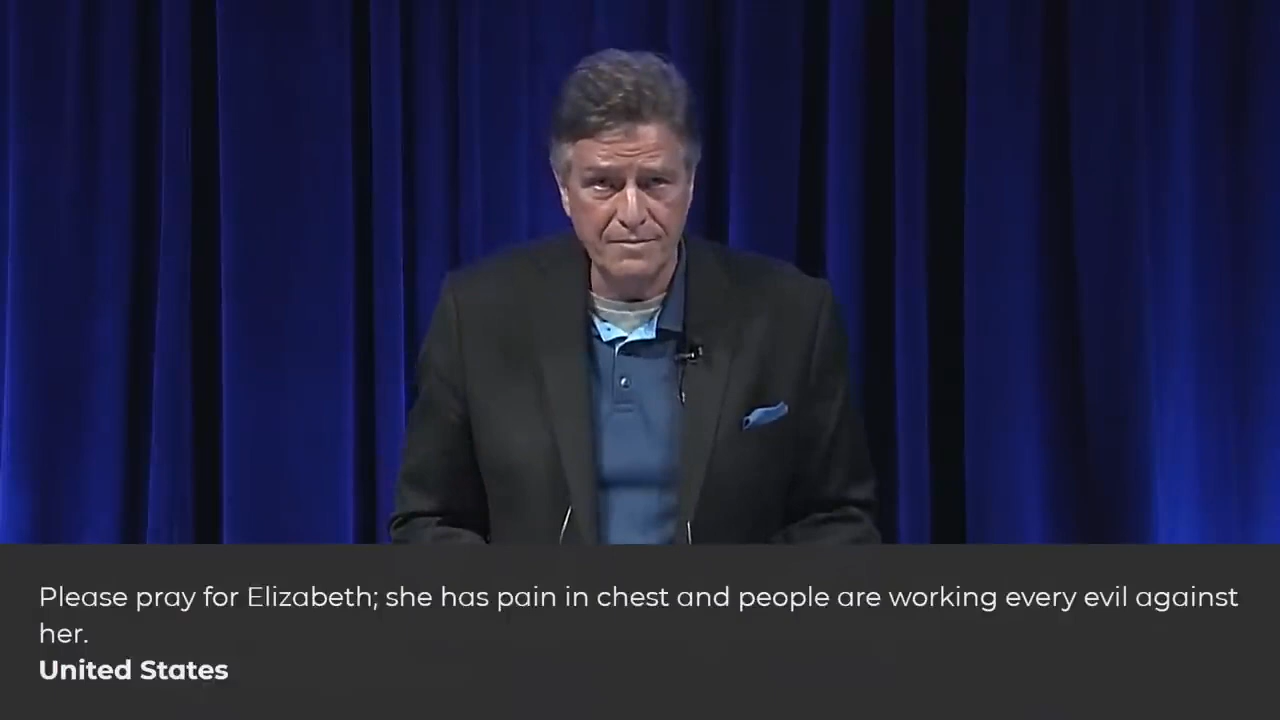 Please pray for Elizabeth; she has pain in chest and people are working every evil against
her.
United States